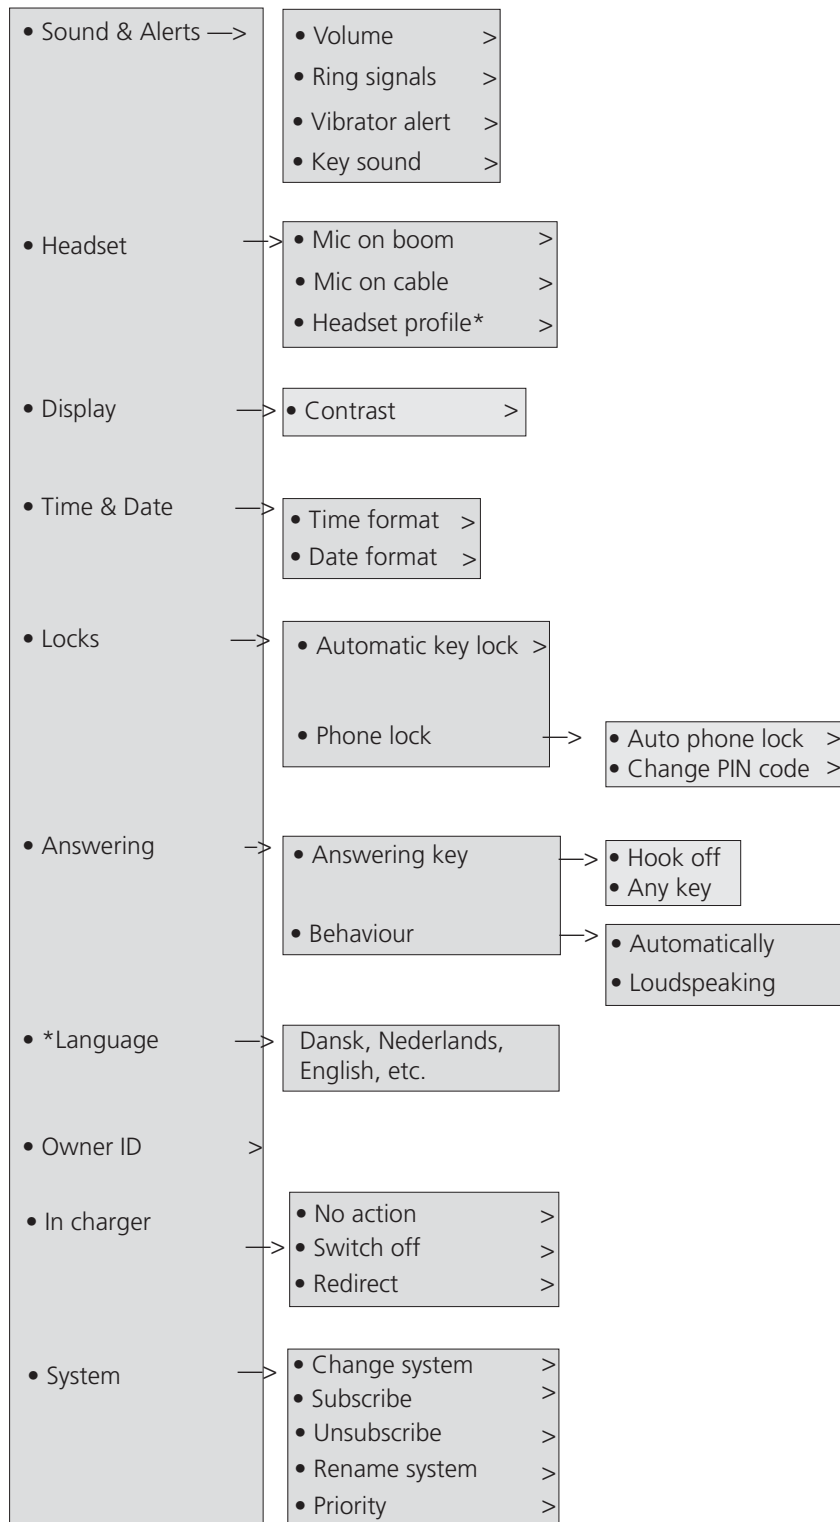 • Sound & Alerts —>
• Volume >
• Ring signals >
• Vibrator alert >
• Key sound >
• Headset —>
• Mic on boom >
• Mic on cable >
• Headset profile* >
• Display —>
• Contrast >
• Time & Date —>
• Time format >
• Date format >
• Locks —>
• Automatic key lock >
• Phone lock —>
• Auto phone lock >
• Change PIN code >
• Answering —>
• Answering key —>
• Hook off
• Any key
• Behaviour —>
• Automatically
• Loudspeaking
• *Language —>
Dansk, Nederlands,
English, etc.
• Owner ID >
• In charger —>
• No action >
• Switch off >
• Redirect >
• System —>
• Change system >
• Subscribe >
• Unsubscribe >
• Rename system >
• Priority >